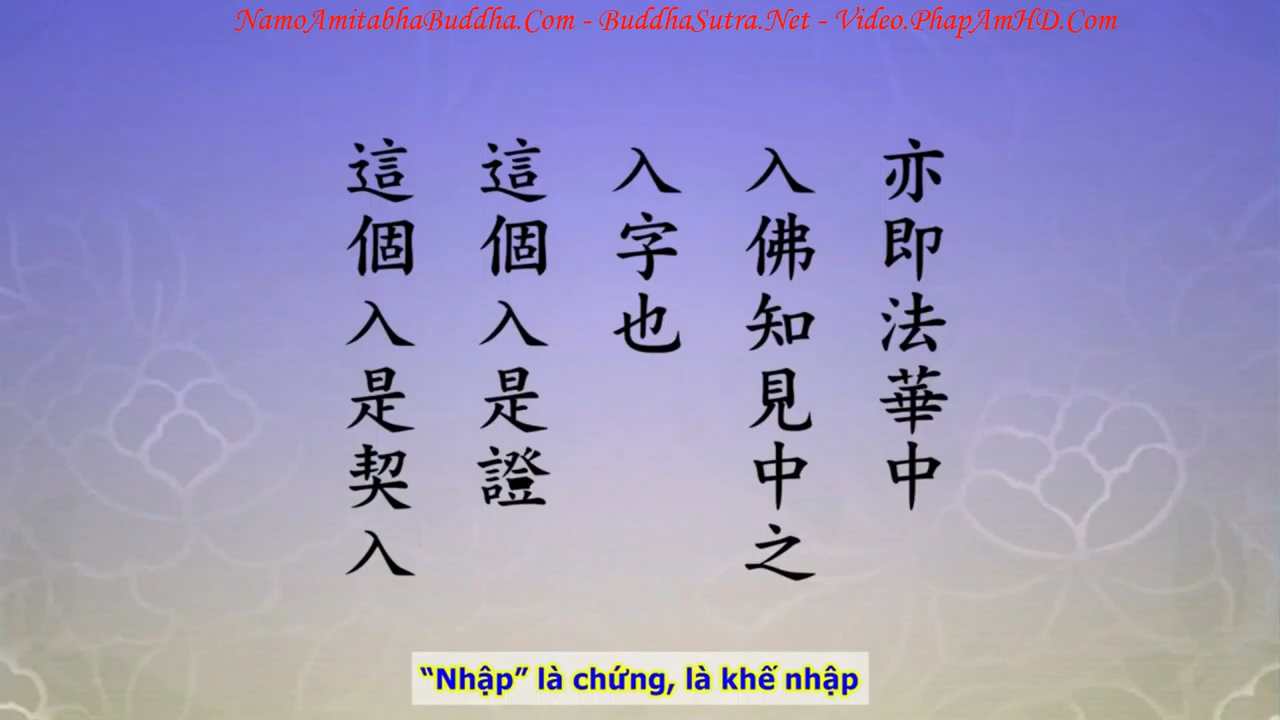 NamoAmitabhaBuddha.Com - BuddhaSutra.Net - Video.PhapAmHD.Com
亦即法華中
入佛知見中之
入字也
這個入是證
這個入是契入
“Nhập” là chứng, là khế nhập